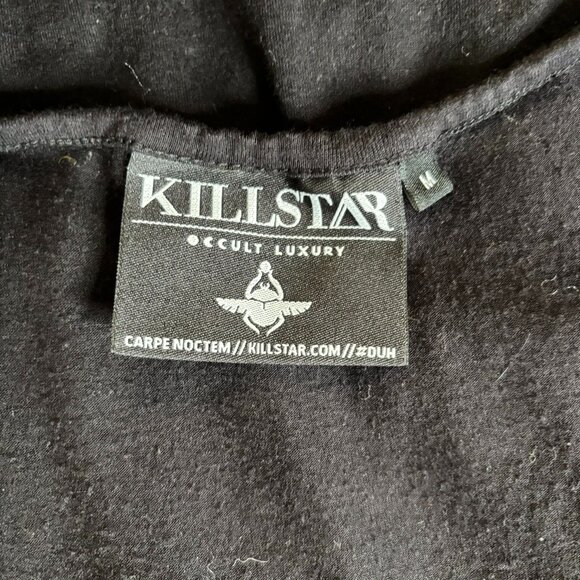 KILLSTAR
M
OCCULT LUXURY
CARPE NOCTEM//KILLSTAR.COM//#DUH